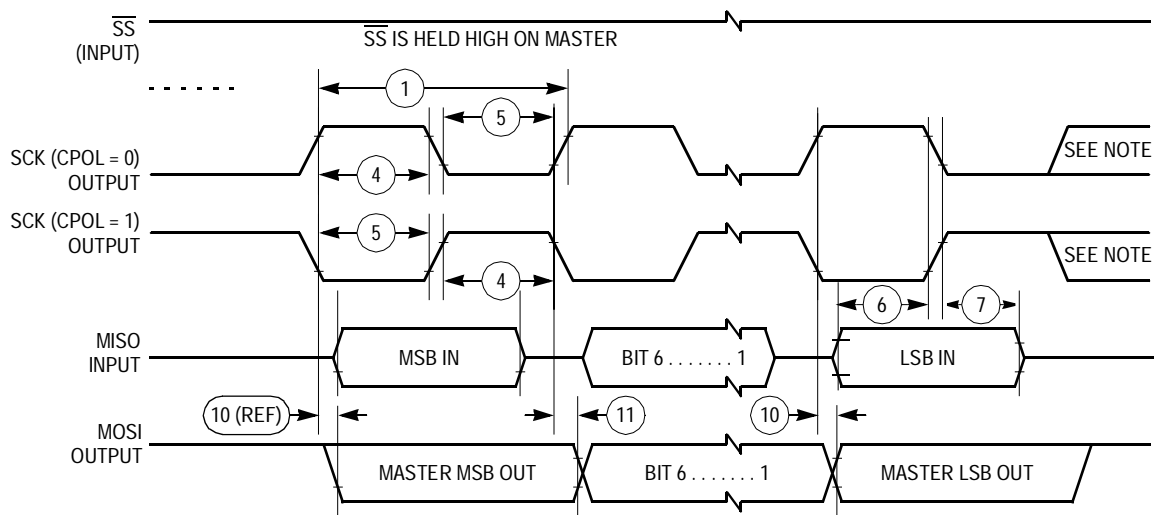 SS
(INPUT)
SS IS HELD HIGH ON MASTER
1
5
SCK (CPOL = 0)
OUTPUT
4
SEE NOTE
SCK (CPOL = 1)
OUTPUT
5
SEE NOTE
4
6
7
MISO
INPUT
MSB IN
BIT 6 . . . . . . . 1
LSB IN
10 (REF)
11
10
MOSI
OUTPUT
MASTER MSB OUT
BIT 6 . . . . . . . 1
MASTER LSB OUT